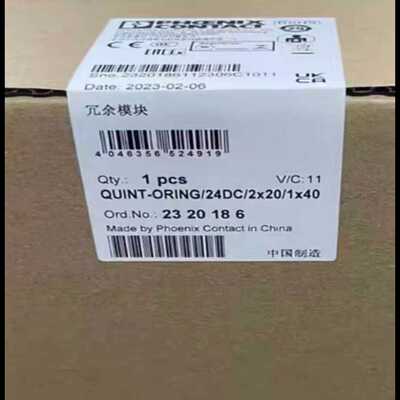 PHOENIX
CONTACT
Sno.:2320186112306C1011
Date: 2023-02-06
冗余模块
4 046356 524919
Qty.: 1 pcs V/C: 11
QUINT-ORING/24DC/2x20/1x40
Ord.No.: 23 20 18 6
Made by Phoenix Contact in China
中国制造